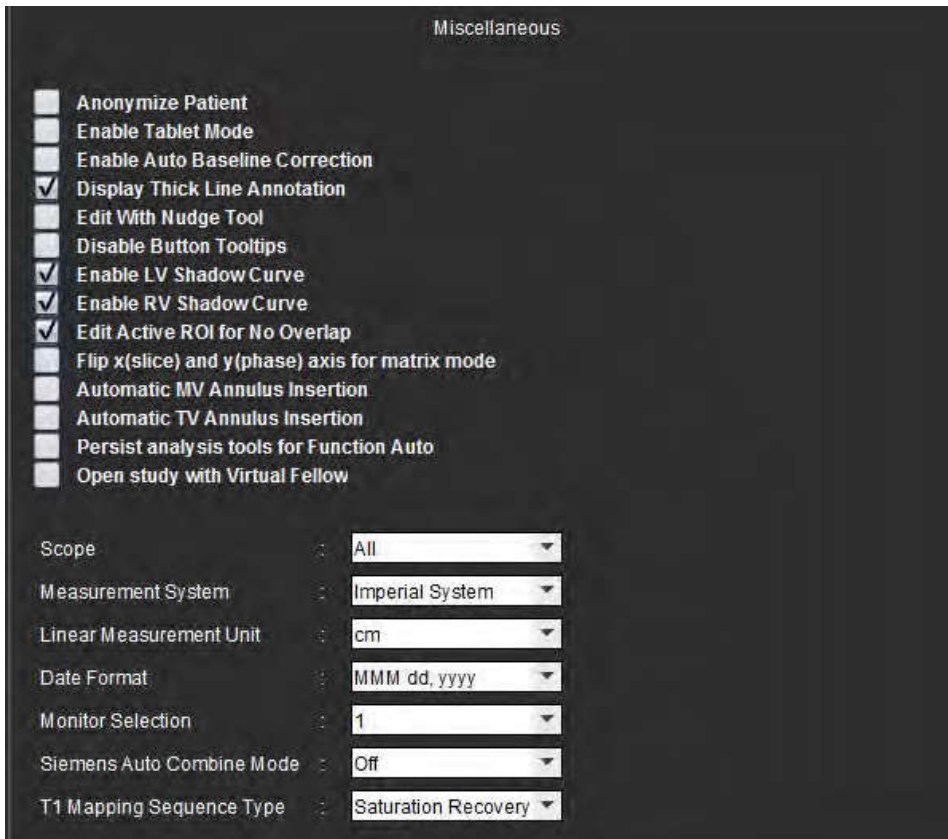 Miscellaneous
Anonymize Patient
Enable Tablet Mode
Enable Auto Baseline Correction
Display Thick Line Annotation
Edit With Nudge Tool
Disable Button Tooltips
Enable LV Shadow Curve
Enable RV Shadow Curve
Edit Active ROI for No Overlap
Flip x(slice) and y(phase) axis for matrix mode
Automatic MV Annulus Insertion
Automatic TV Annulus Insertion
Persist analysis tools for Function Auto
Open study with Virtual Fellow
Scope : All
Measurement System : Imperial System
Linear Measurement Unit : cm
Date Format : MMM dd, yyyy
Monitor Selection : 1
Siemens Auto Combine Mode : Off
T1 Mapping Sequence Type : Saturation Recovery